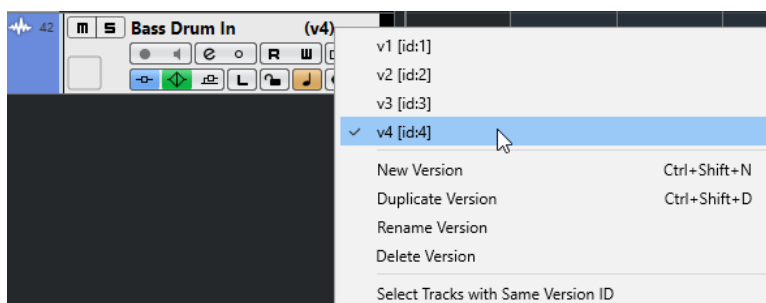 42 m S Bass Drum In (v4)
e R W
L
v1 [id:1]
v2 [id:2]
v3 [id:3]
v4 [id:4]
New Version Ctrl+Shift+N
Duplicate Version Ctrl+Shift+D
Rename Version
Delete Version
Select Tracks with Same Version ID